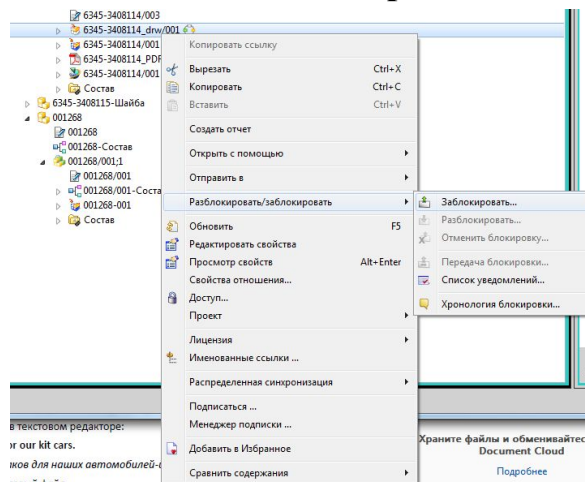 6345-3408114/003
6345-3408114_drw/001
6345-3408114/001
6345-3408114_PDF
6345-3408114/001
Состав
6345-3408115-Шайба
001268
001268
001268-Состав
001268/001;1
001268/001
001268/001-Соста
001268-001
Состав
Копировать ссылку
Вырезать Ctrl+X
Копировать Ctrl+C
Вставить Ctrl+V
Создать отчет
Открыть с помощью
Отправить в
Разблокировать/заблокировать
Обновить F5
Редактировать свойства
Просмотр свойств Alt+Enter
Свойства отношения...
Доступ...
Проект
Лицензия
Именованные ссылки ...
Распределенная синхронизация
Подписаться ...
Менеджер подписки ...
Добавить в Избранное
Сравнить содержания
Заблокировать...
Разблокировать...
Отменить блокировку...
Передача блокировки...
Список уведомлений...
Хронология блокировки...
в текстовом редакторе:
or our kit cars.
для наших автомобилей-
Храните файлы и обменивайтес
Document Cloud
Подробнее